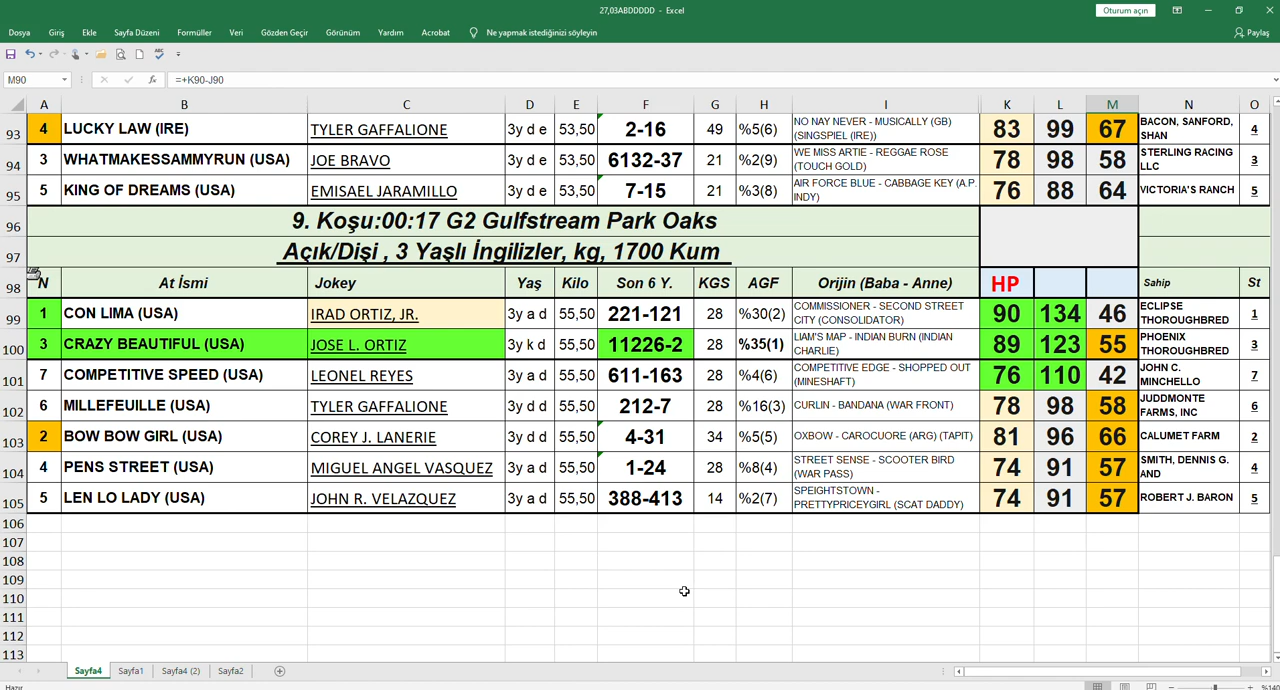 27,03ABDDDDD - Excel
Oturum açın
Dosya Giriş Ekle Sayfa Düzeni Formüller Veri Gözden Geçir Görünüm Yardım Acrobat Ne yapmak istediğinizi söyleyin Paylaş
M90 fx =+K90-J90
A B C D E F G H I K L M N O
93 4 LUCKY LAW (IRE) TYLER GAFFALIONE 3y d e 53,50 2-16 49 %5(6) NO NAY NEVER - MUSICALLY (GB) (SINGSPIEL (IRE)) 83 99 67 BACON, SANFORD, SHAN 4
94 3 WHATMAKESSAMMYRUN (USA) JOE BRAVO 3y d e 53,50 6132-37 21 %2(9) WE MISS ARTIE - REGGAE ROSE (TOUCH GOLD) 78 98 58 STERLING RACING LLC 3
95 5 KING OF DREAMS (USA) EMISAEL JARAMILLO 3y d e 53,50 7-15 21 %3(8) AIR FORCE BLUE - CABBAGE KEY (A.P. INDY) 76 88 64 VICTORIA'S RANCH 5
96 9. Koşu:00:17 G2 Gulfstream Park Oaks
97 Açık/Dişi , 3 Yaşlı İngilizler, kg, 1700 Kum
98 N At İsmi Jokey Yaş Kilo Son 6 Y. KGS AGF Orijin (Baba - Anne) HP Sahip St
99 1 CON LIMA (USA) IRAD ORTIZ, JR. 3y a d 55,50 221-121 28 %30(2) COMMISSIONER - SECOND STREET CITY (CONSOLIDATOR) 90 134 46 ECLIPSE THOROUGHBRED 1
100 3 CRAZY BEAUTIFUL (USA) JOSE L. ORTIZ 3y k d 55,50 11226-2 28 %35(1) LIAM'S MAP - INDIAN BURN (INDIAN CHARLIE) 89 123 55 PHOENIX THOROUGHBRED 3
101 7 COMPETITIVE SPEED (USA) LEONEL REYES 3y a d 55,50 611-163 28 %4(6) COMPETITIVE EDGE - SHOPPED OUT (MINESHAFT) 76 110 42 JOHN C. MINCHELLO 7
102 6 MILLEFEUILLE (USA) TYLER GAFFALIONE 3y d d 55,50 212-7 28 %16(3) CURLIN - BANDANA (WAR FRONT) 78 98 58 JUDDMONTE FARMS, INC 6
103 2 BOW BOW GIRL (USA) COREY J. LANERIE 3y d d 55,50 4-31 34 %5(5) OXBOW - CAROCUORE (ARG) (TAPIT) 81 96 66 CALUMET FARM 2
104 4 PENS STREET (USA) MIGUEL ANGEL VASQUEZ 3y a d 55,50 1-24 28 %8(4) STREET SENSE - SCOOTER BIRD (WAR PASS) 74 91 57 SMITH, DENNIS G. AND 4
105 5 LEN LO LADY (USA) JOHN R. VELAZQUEZ 3y a d 55,50 388-413 14 %2(7) SPEIGHTSTOWN - PRETTYPRICEYGIRL (SCAT DADDY) 74 91 57 ROBERT J. BARON 5
106
107
108
109
110
111
112
113
Sayfa4 Sayfa1 Sayfa4 (2) Sayfa2
Hazır %140